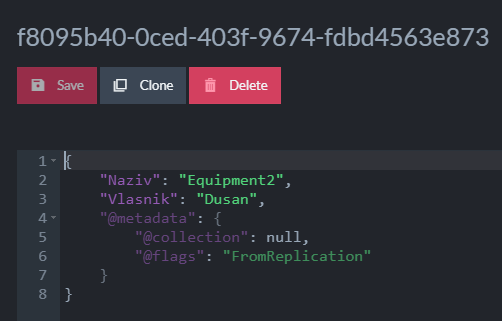 f8095b40-0ced-403f-9674-fdbd4563e873
Save Clone Delete
1 {
2 "Naziv": "Equipment2",
3 "Vlasnik": "Dusan",
4 "@metadata": {
5 "@collection": null,
6 "@flags": "FromReplication"
7 }
8 }